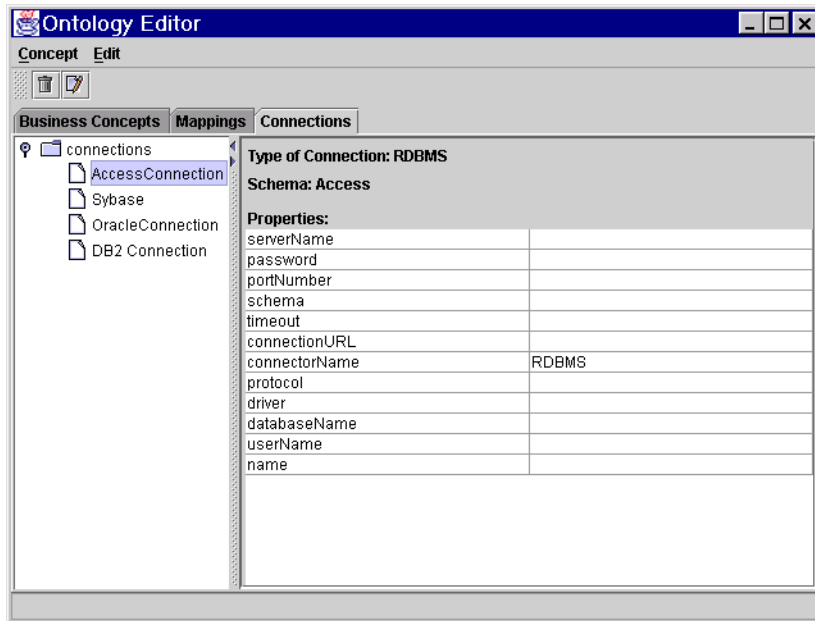 Ontology Editor
Concept Edit
Business Concepts Mappings Connections
connections
AccessConnection
Sybase
OracleConnection
DB2 Connection
Type of Connection: RDBMS
Schema: Access
Properties:
serverName
password
portNumber
schema
timeout
connectionURL
connectorName RDBMS
protocol
driver
databaseName
userName
name